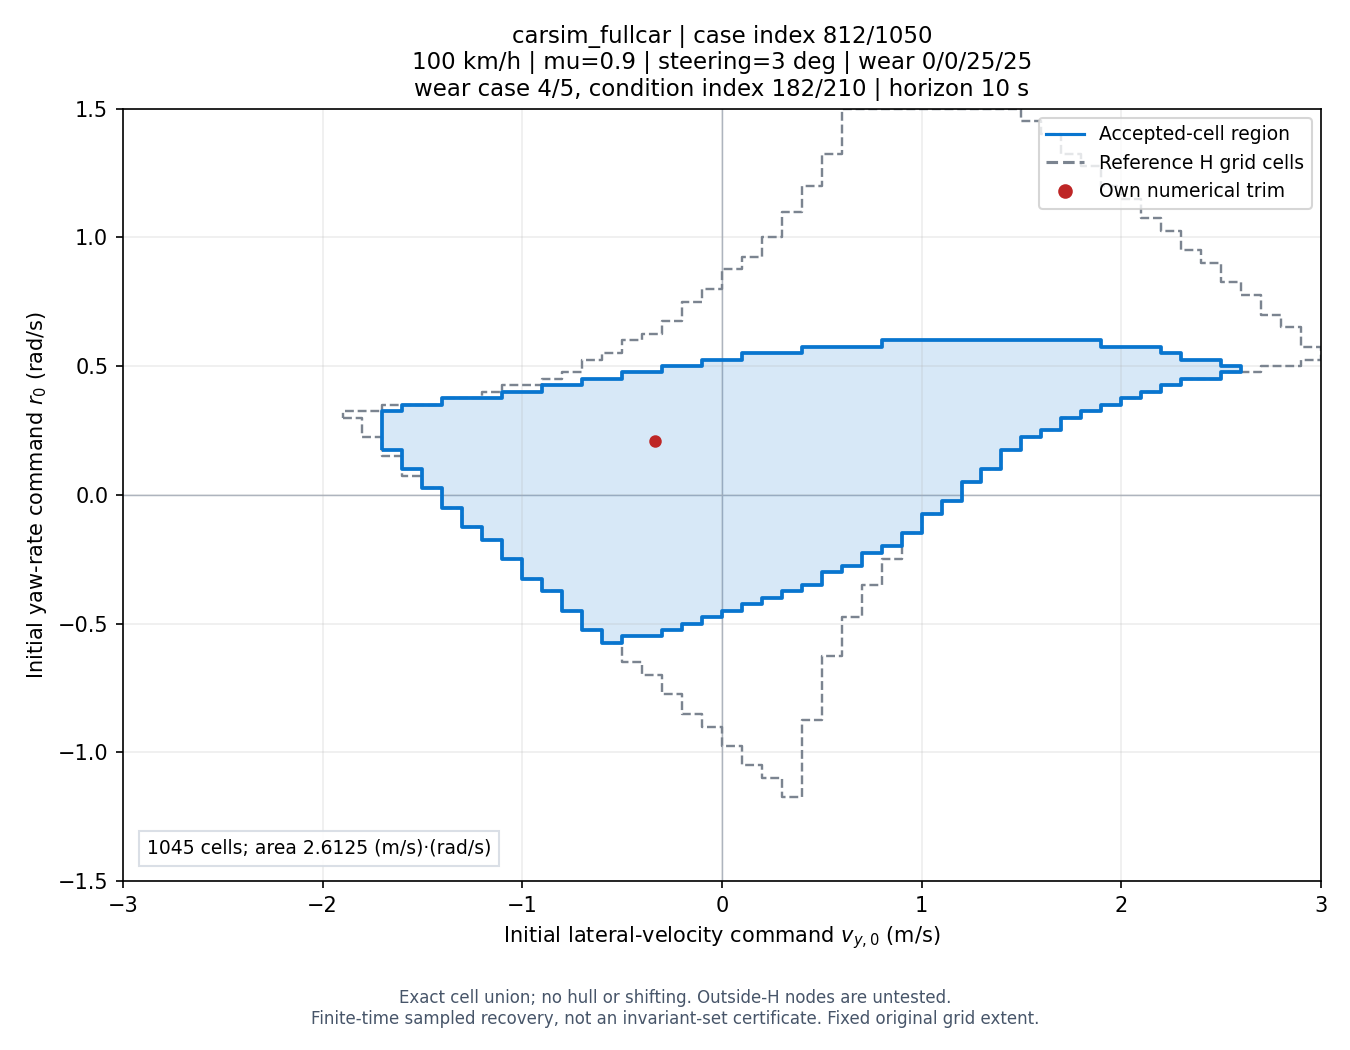 carsim_fullcar | case index 812/1050
100 km/h | mu=0.9 | steering=3 deg | wear 0/0/25/25
wear case 4/5, condition index 182/210 | horizon 10 s
Accepted-cell region
Reference H grid cells
Own numerical trim
1.5
1.0
0.5
0.0
−0.5
−1.0
−1.5
Initial yaw-rate command r₀ (rad/s)
1045 cells; area 2.6125 (m/s)·(rad/s)
−3 −2 −1 0 1 2 3
Initial lateral-velocity command v_{y,0} (m/s)
Exact cell union; no hull or shifting. Outside-H nodes are untested.
Finite-time sampled recovery, not an invariant-set certificate. Fixed original grid extent.